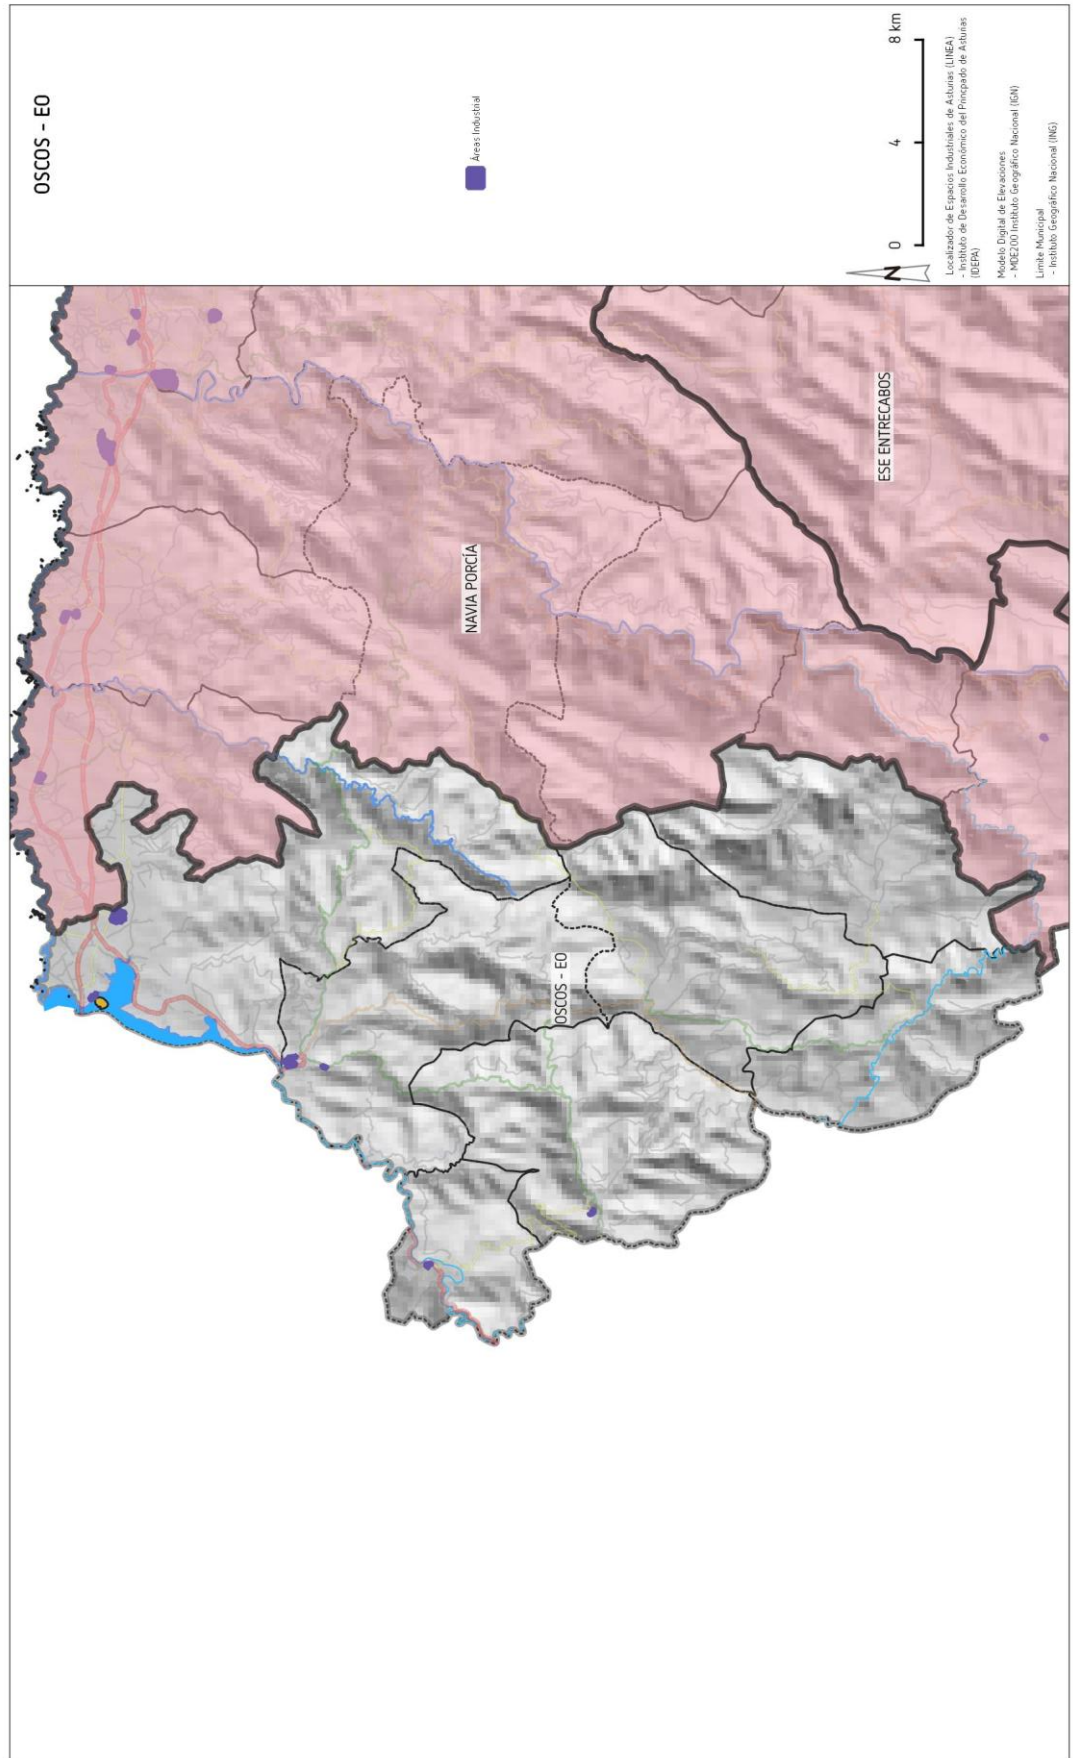 OSCOS - EO
Áreas Industrial
NAVIA PORCÍA
ESE ENTRECABOS
OSCOS - EO
N
0 4 8 km
Localizador de Espacios Industriales de Asturias (LINEA)
- Instituto de Desarrollo Económico del Principado de Asturias
(IDEPA)
Modelo Digital de Elevaciones
- MDE200 Instituto Geográfico Nacional (IGN)
Límite Municipal
- Instituto Geográfico Nacional (ING)